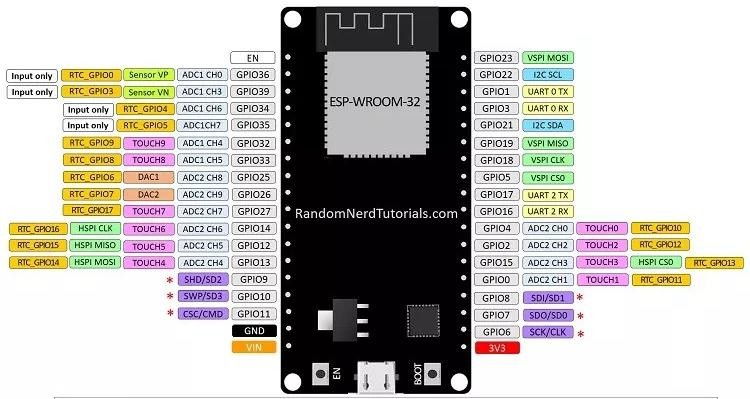 EN
GPIO23 VSPI MOSI
Input only RTC_GPIO0 Sensor VP ADC1 CH0 GPIO36
GPIO22 I2C SCL
Input only RTC_GPIO3 Sensor VN ADC1 CH3 GPIO39
GPIO1 UART 0 TX
Input only RTC_GPIO4 ADC1 CH6 GPIO34
ESP-WROOM-32
GPIO3 UART 0 RX
Input only RTC_GPIO5 ADC1CH7 GPIO35
GPIO21 I2C SDA
RTC_GPIO9 TOUCH9 ADC1 CH4 GPIO32
GPIO19 VSPI MISO
RTC_GPIO8 TOUCH8 ADC1 CH5 GPIO33
GPIO18 VSPI CLK
RTC_GPIO6 DAC1 ADC2 CH8 GPIO25
GPIO5 VSPI CS0
RTC_GPIO7 DAC2 ADC2 CH9 GPIO26
GPIO17 UART 2 TX
RTC_GPIO17 TOUCH7 ADC2 CH7 GPIO27
RandomNerdTutorials.com
GPIO16 UART 2 RX
RTC_GPIO16 HSPI CLK TOUCH6 ADC2 CH6 GPIO14
GPIO4 ADC2 CH0 TOUCH0 RTC_GPIO10
RTC_GPIO15 HSPI MISO TOUCH5 ADC2 CH5 GPIO12
GPIO2 ADC2 CH2 TOUCH2 RTC_GPIO12
RTC_GPIO14 HSPI MOSI TOUCH4 ADC2 CH4 GPIO13
GPIO15 ADC2 CH3 TOUCH3 HSPI CS0 RTC_GPIO13
* SHD/SD2 GPIO9
GPIO0 ADC2 CH1 TOUCH1 RTC_GPIO11
* SWP/SD3 GPIO10
GPIO8 SDI/SD1 *
* CSC/CMD GPIO11
GPIO7 SDO/SD0 *
GND
GPIO6 SCK/CLK *
VIN
3V3
EN
BOOT